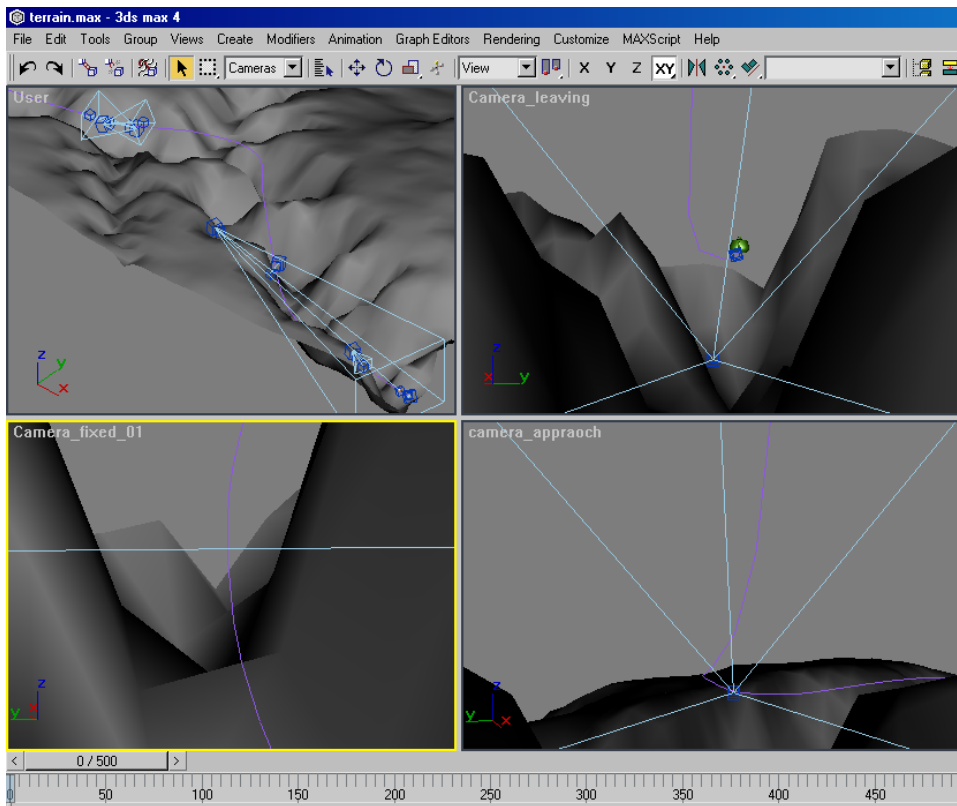 terrain.max - 3ds max 4
File Edit Tools Group Views Create Modifiers Animation Graph Editors Rendering Customize MAXScript Help
Cameras View X Y Z XY
User
Camera_leaving
z
y
x
z
x y
Camera_fixed_01
camera_appraoch
z
y x
z
y x
< 0 / 500 >
50 100 150 200 250 300 350 400 450